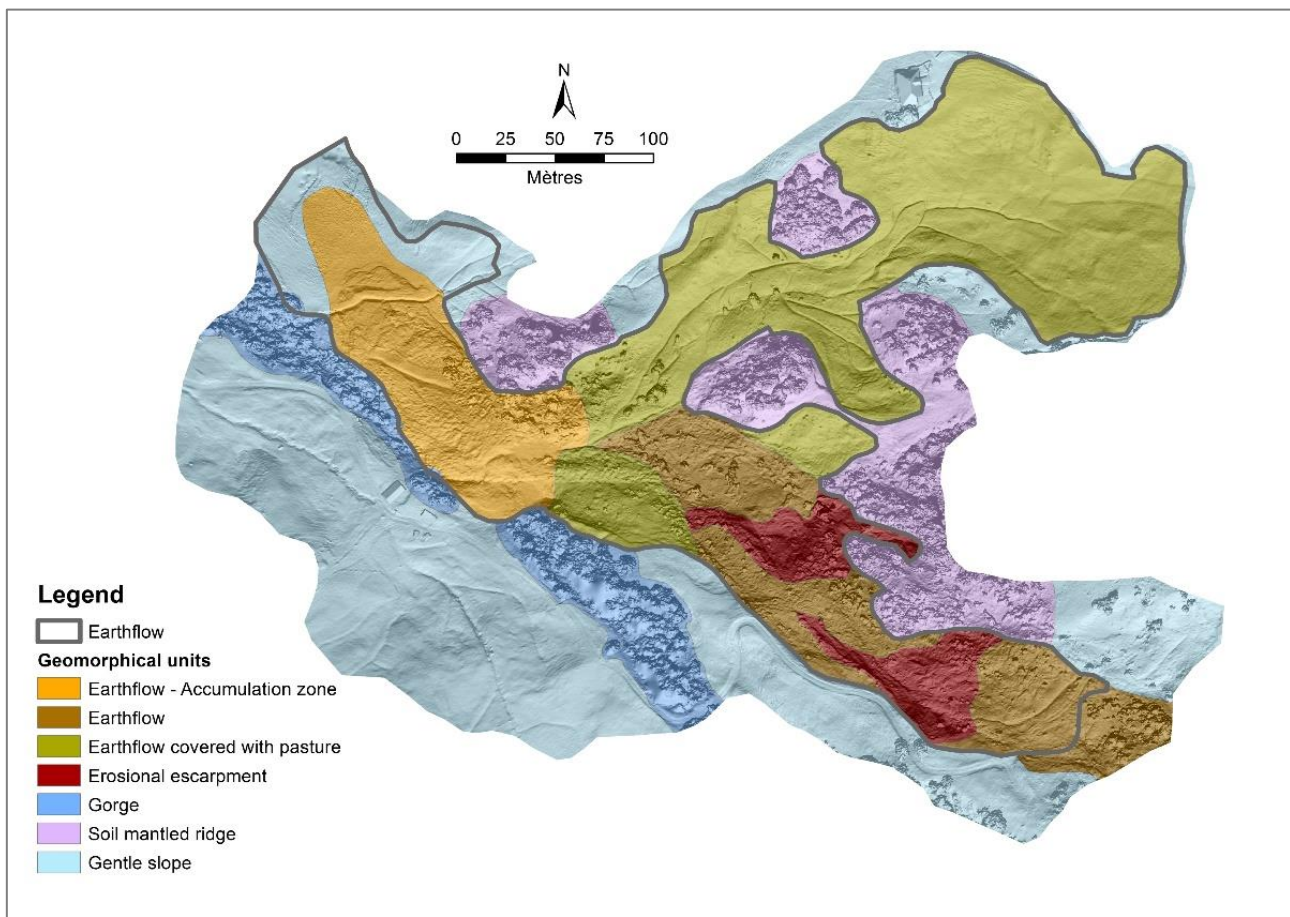 N
0 25 50 75 100
Mètres
Legend
Earthflow
Geomorphical units
Earthflow - Accumulation zone
Earthflow
Earthflow covered with pasture
Erosional escarpment
Gorge
Soil mantled ridge
Gentle slope